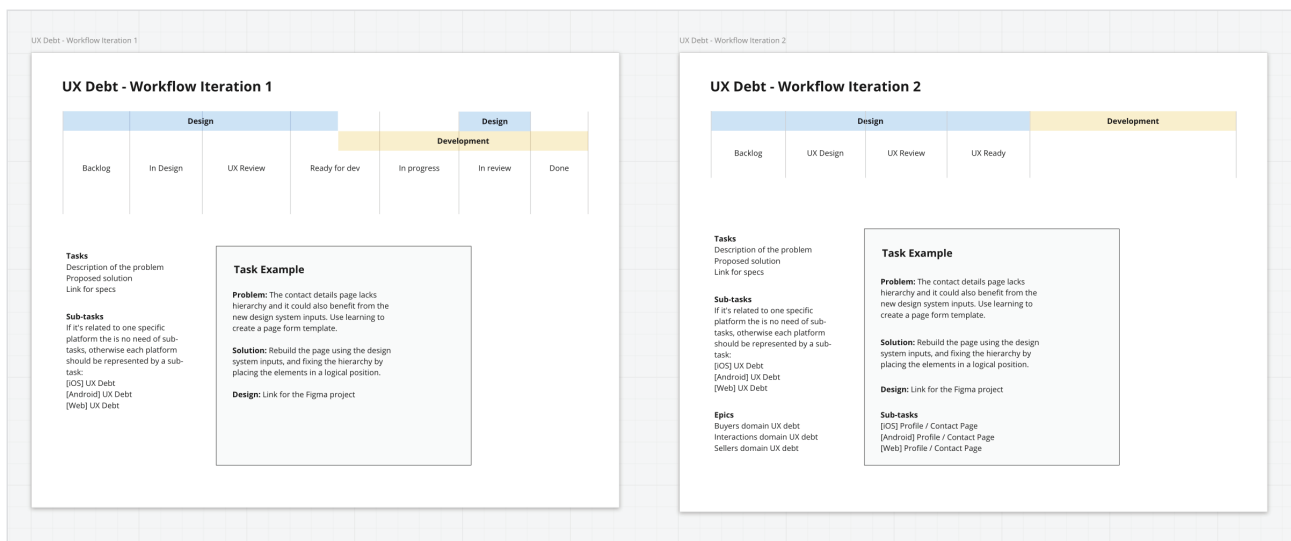 UX Debt - Workflow Iteration 1
UX Debt - Workflow Iteration 1
Design
Design
Development
Backlog
In Design
UX Review
Ready for dev
In progress
In review
Done
Tasks
Description of the problem
Proposed solution
Link for specs
Sub-tasks
If it's related to one specific
platform the is no need of sub-
tasks, otherwise each platform
should be represented by a sub-
task:
[iOS] UX Debt
[Android] UX Debt
[Web] UX Debt
Task Example
Problem: The contact details page lacks
hierarchy and it could also benefit from the
new design system inputs. Use learning to
create a page form template.
Solution: Rebuild the page using the design
system inputs, and fixing the hierarchy by
placing the elements in a logical position.
Design: Link for the Figma project
UX Debt - Workflow Iteration 2
UX Debt - Workflow Iteration 2
Design
Development
Backlog
UX Design
UX Review
UX Ready
Tasks
Description of the problem
Proposed solution
Link for specs
Sub-tasks
If it's related to one specific
platform the is no need of sub-
tasks, otherwise each platform
should be represented by a sub-
task:
[iOS] UX Debt
[Android] UX Debt
[Web] UX Debt
Epics
Buyers domain UX debt
Interactions domain UX debt
Sellers domain UX debt
Task Example
Problem: The contact details page lacks
hierarchy and it could also benefit from the
new design system inputs. Use learning to
create a page form template.
Solution: Rebuild the page using the design
system inputs, and fixing the hierarchy by
placing the elements in a logical position.
Design: Link for the Figma project
Sub-tasks
[iOS] Profile / Contact Page
[Android] Profile / Contact Page
[Web] Profile / Contact Page